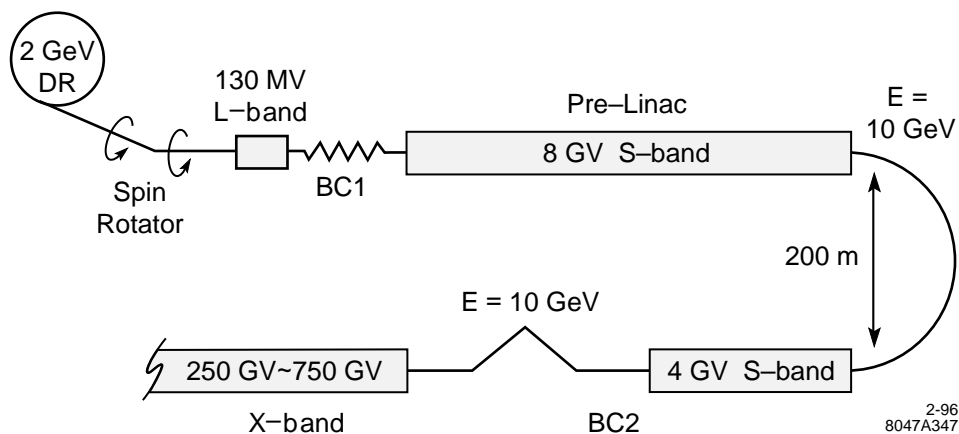 2 GeV
DR
130 MV
L–band
Pre–Linac
E =
10 GeV
8 GV S–band
BC1
Spin
Rotator
200 m
E = 10 GeV
250 GV~750 GV
4 GV S–band
X–band
BC2
2-96
8047A347